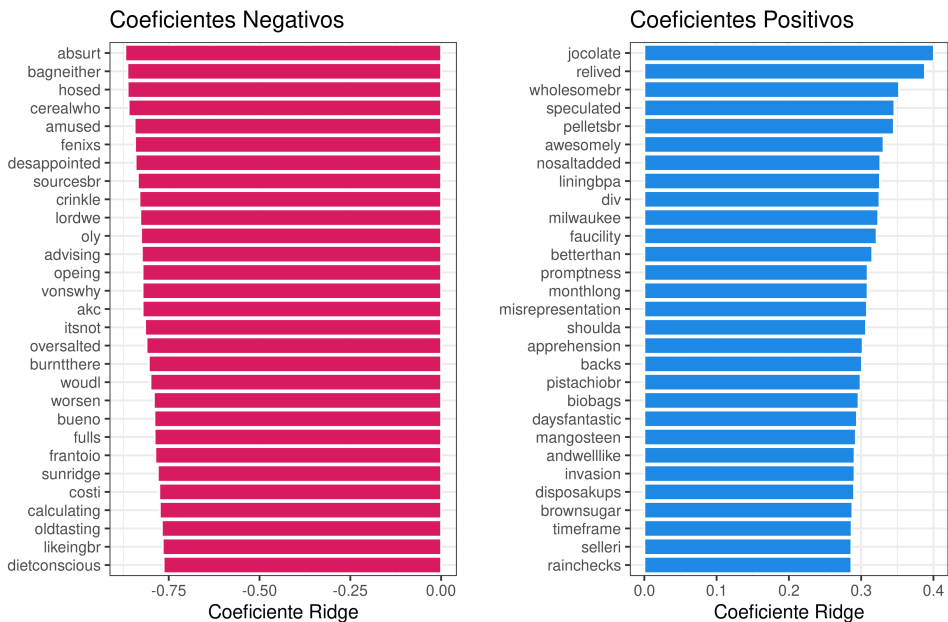 Coeficientes Negativos
absurt
bagneither
hosed
cerealwho
amused
fenixs
desappointed
sourcesbr
crinkle
lordwe
oly
advising
opeing
vonswhy
akc
itsnot
oversalted
burntthere
woudl
worsen
bueno
fulls
frantoio
sunridge
costi
calculating
oldtasting
likeingbr
dietconscious
-0.75 -0.50 -0.25 0.00
Coeficiente Ridge
Coeficientes Positivos
jocolate
relived
wholesomebr
speculated
pelletsbr
awesomely
nosaltadded
liningbpa
div
milwaukee
faucility
betterthan
promptness
monthlong
misrepresentation
shoulda
apprehension
backs
pistachiobr
biobags
daysfantastic
mangosteen
andwelllike
invasion
disposakups
brownsugar
timeframe
selleri
rainchecks
0.0 0.1 0.2 0.3 0.4
Coeficiente Ridge